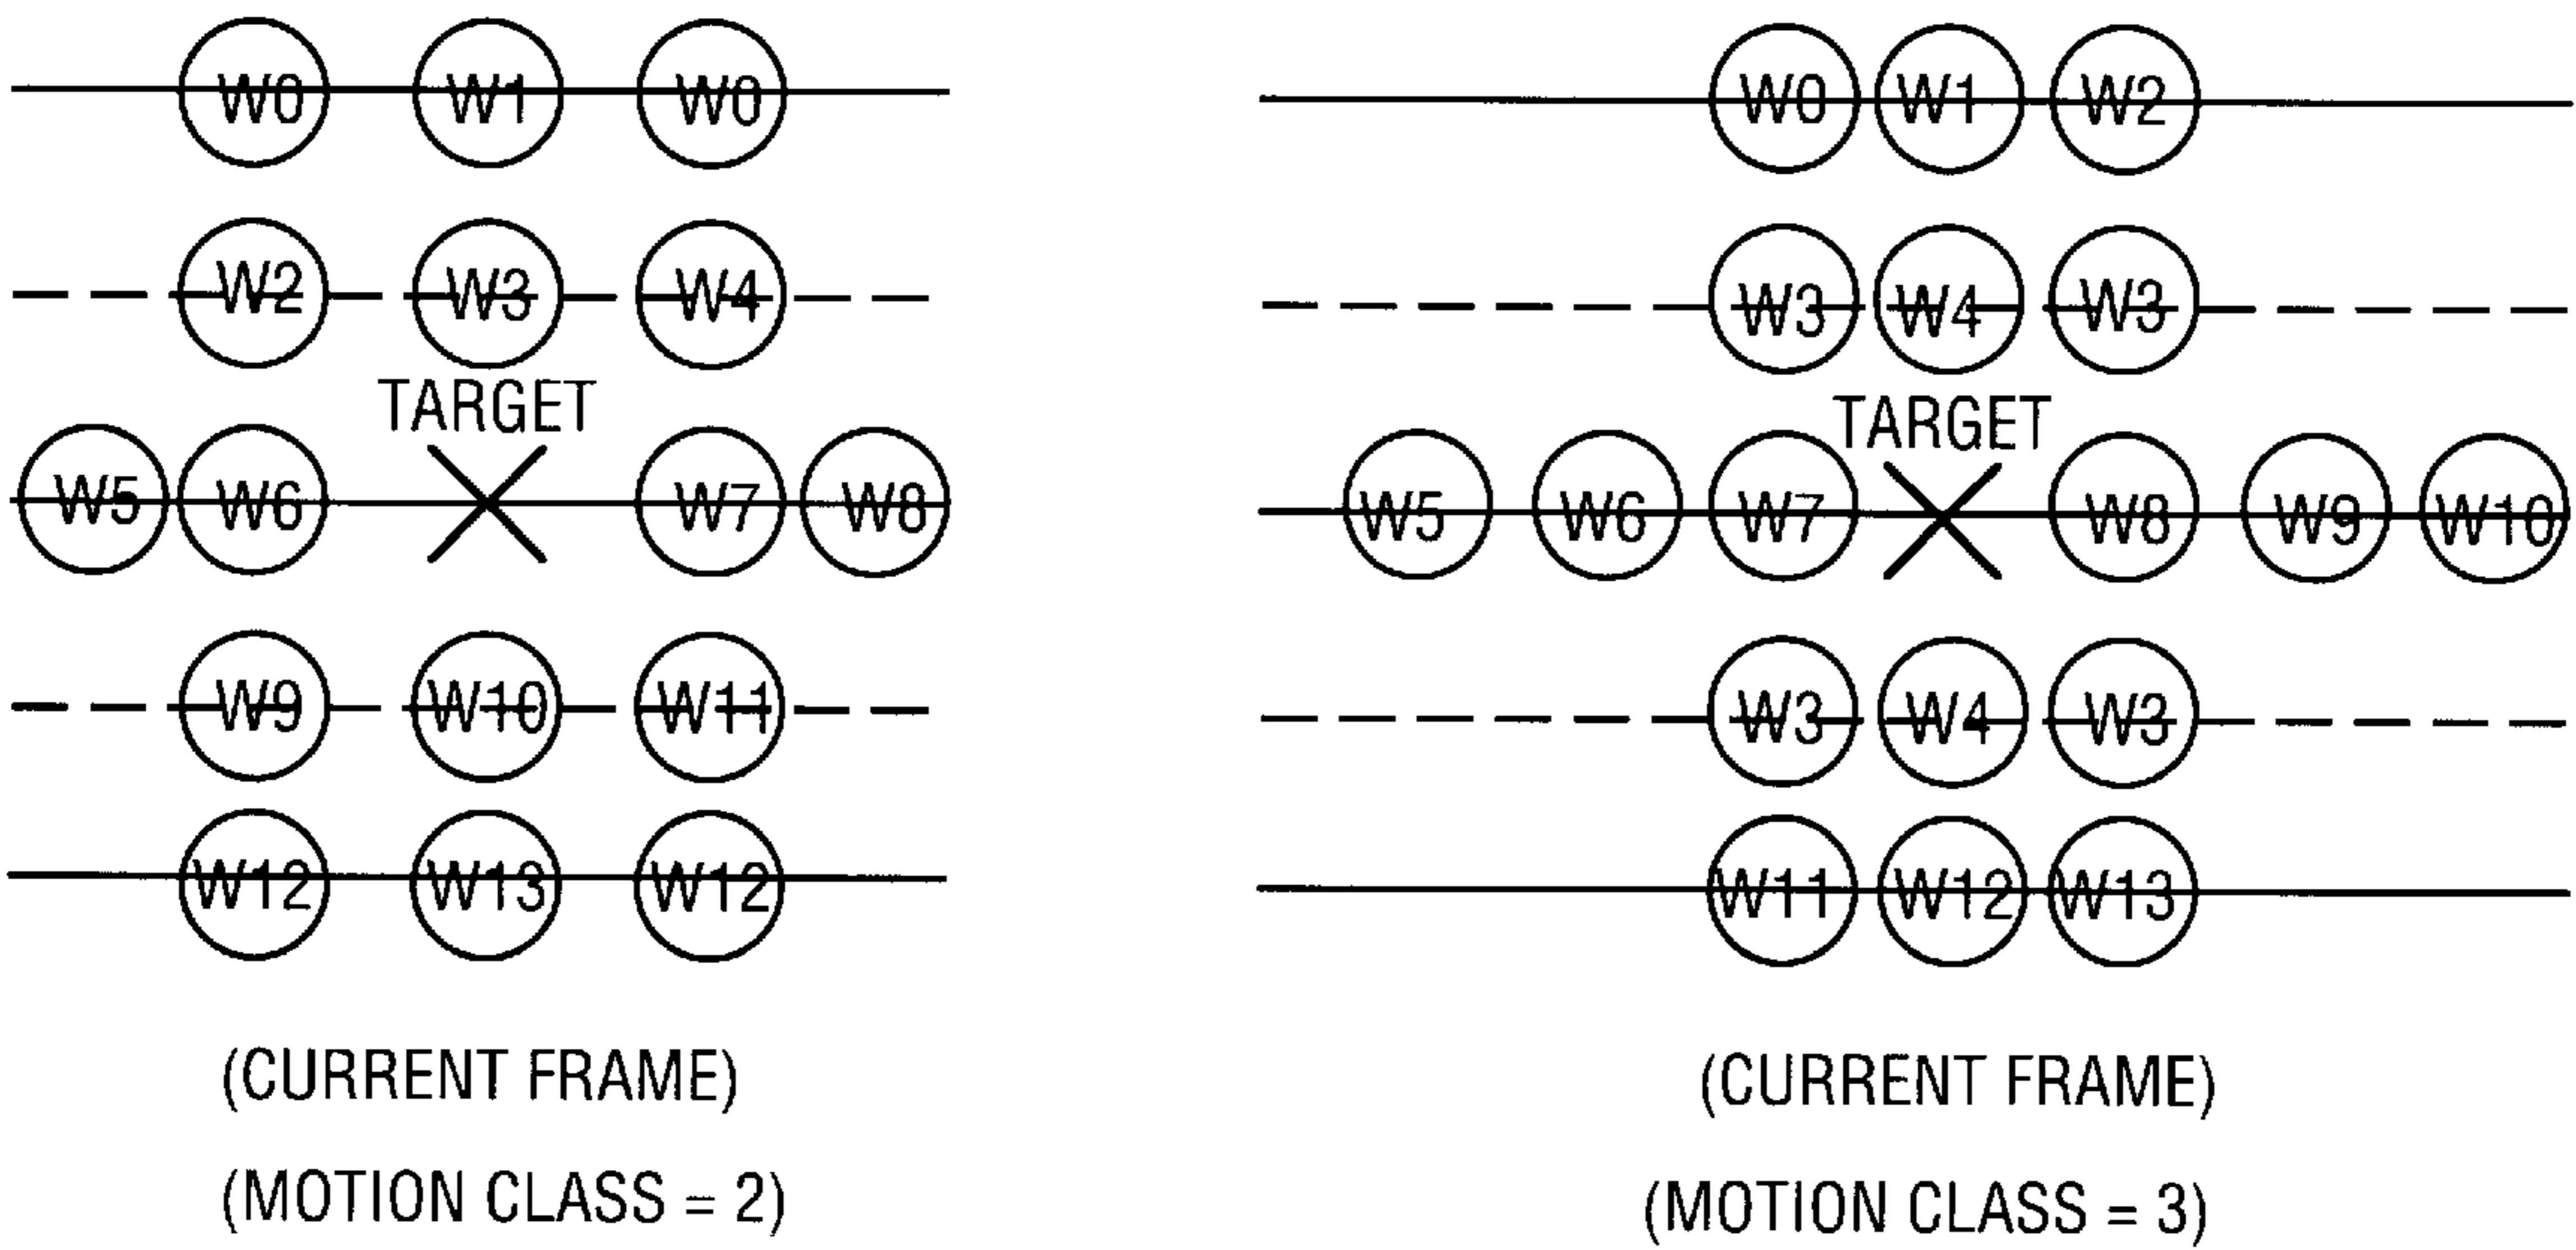 W0 W1 W0
W2 W3 W4
TARGET
W5 W6 W7 W8
W9 W10 W11
W12 W13 W12
(CURRENT FRAME)
(MOTION CLASS = 2)
W0 W1 W2
W3 W4 W3
TARGET
W5 W6 W7 W8 W9 W10
W3 W4 W3
W11 W12 W13
(CURRENT FRAME)
(MOTION CLASS = 3)